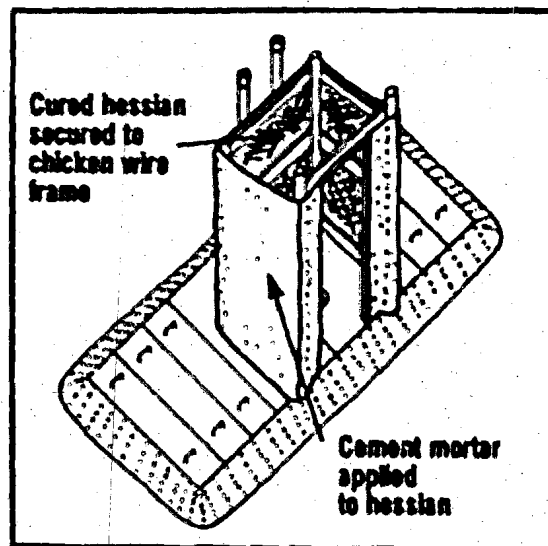 Cured hessian
secured to
chicken wire
frame
Cement mortar
applied
to hessian